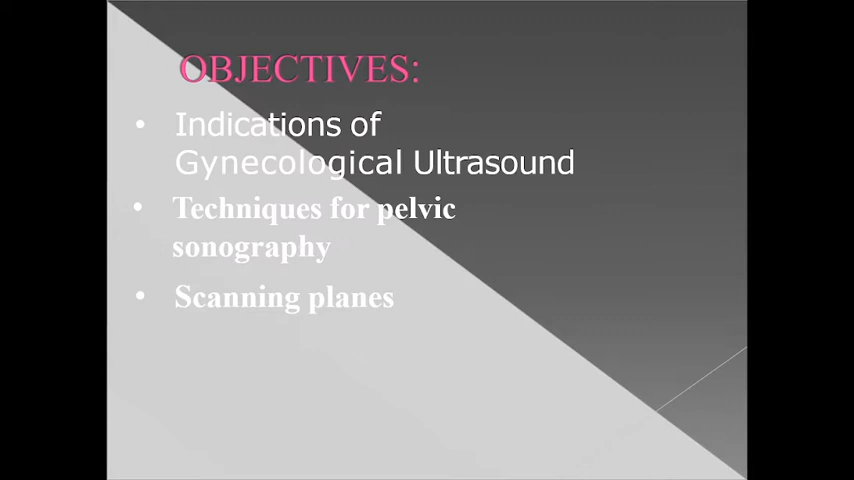 OBJECTIVES:
• Indications of
Gynecological Ultrasound
• Techniques for pelvic
sonography
• Scanning planes